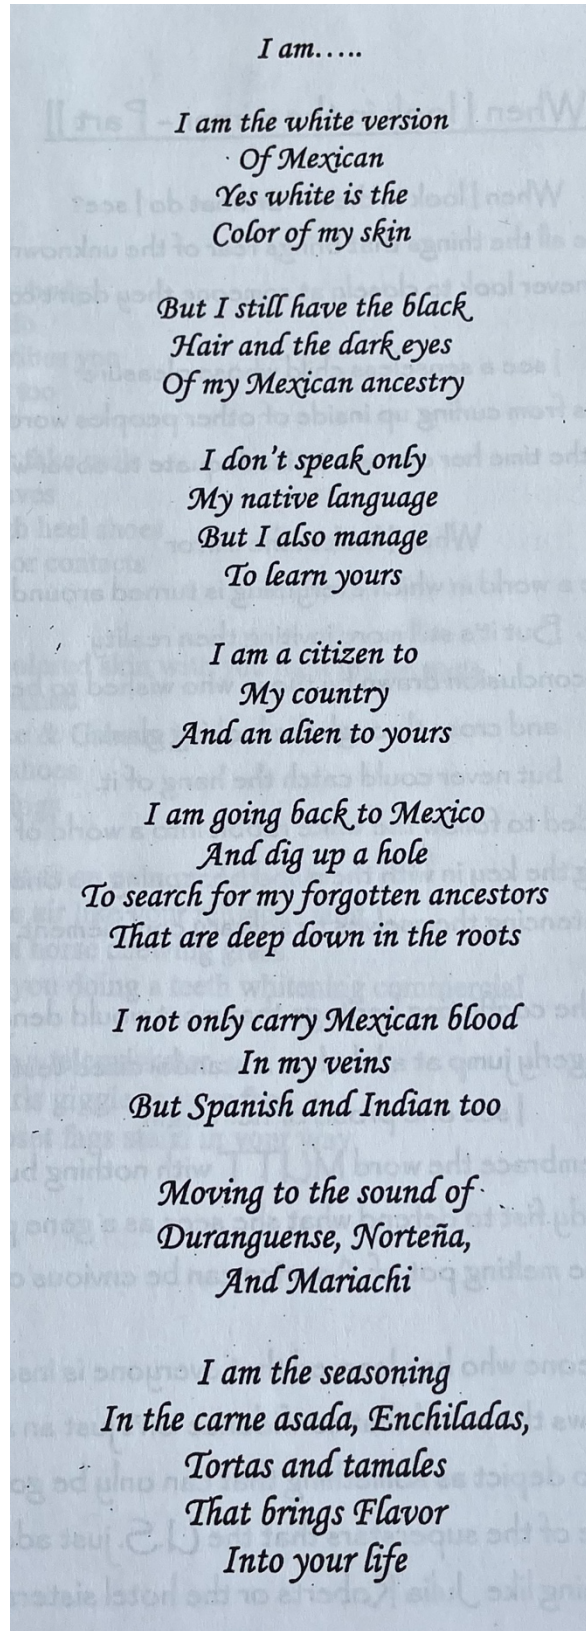 I am.....
I am the white version
Of Mexican
Yes white is the
Color of my skin
But I still have the black
Hair and the dark eyes
Of my Mexican ancestry
I don't speak only
My native language
But I also manage
To learn yours
I am a citizen to
My country
And an alien to yours
I am going back to Mexico
And dig up a hole
To search for my forgotten ancestors
That are deep down in the roots
I not only carry Mexican blood
In my veins
But Spanish and Indian too
Moving to the sound of
Duranguense, Norteña,
And Mariachi
I am the seasoning
In the carne asada, Enchiladas,
Tortas and tamales
That brings Flavor
Into your life